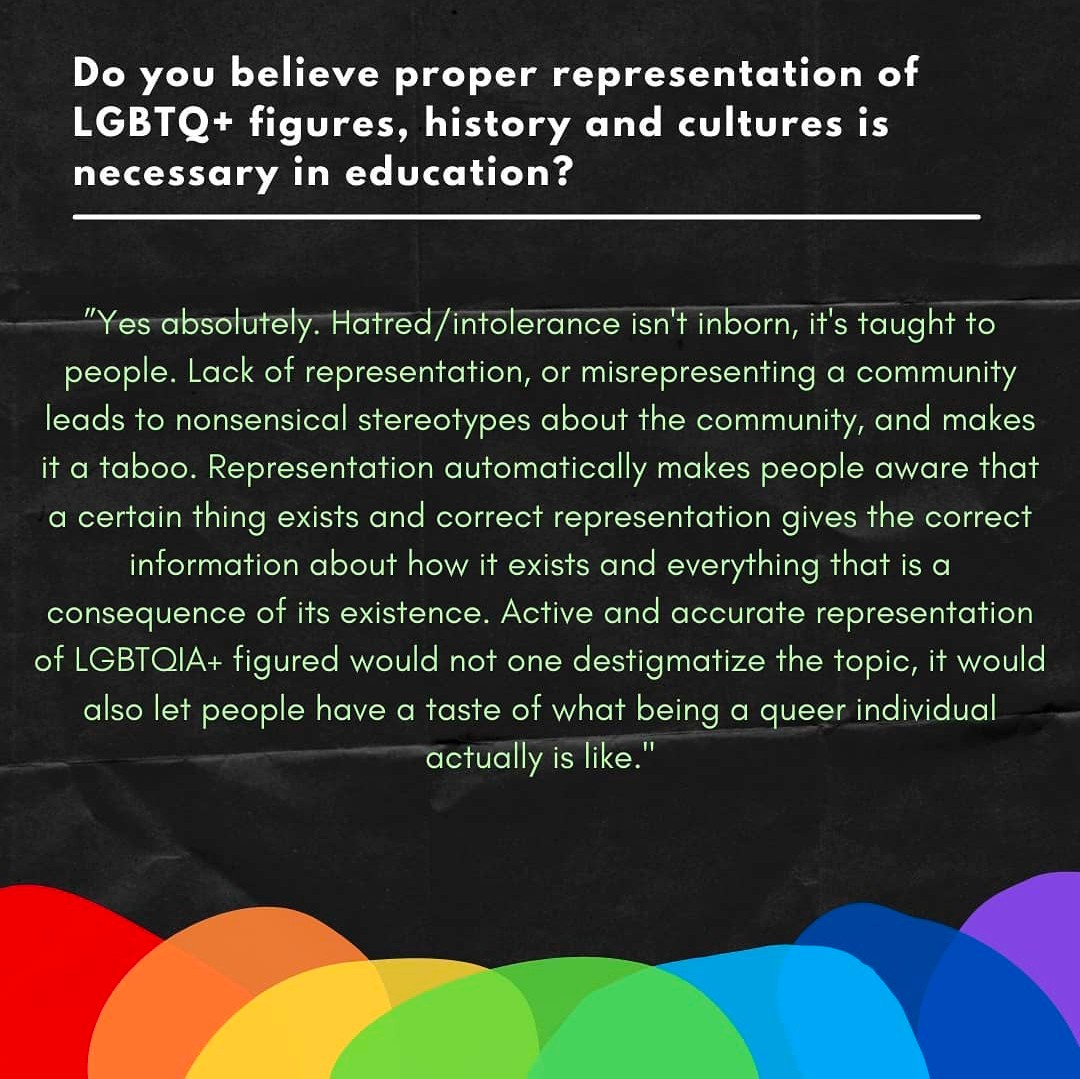 Do you believe proper representation of
LGBTQ+ figures, history and cultures is
necessary in education?
"Yes absolutely. Hatred/intolerance isn't inborn, it's taught to
people. Lack of representation, or misrepresenting a community
leads to nonsensical stereotypes about the community, and makes
it a taboo. Representation automatically makes people aware that
a certain thing exists and correct representation gives the correct
information about how it exists and everything that is a
consequence of its existence. Active and accurate representation
of LGBTQIA+ figured would not one destigmatize the topic, it would
also let people have a taste of what being a queer individual
actually is like."